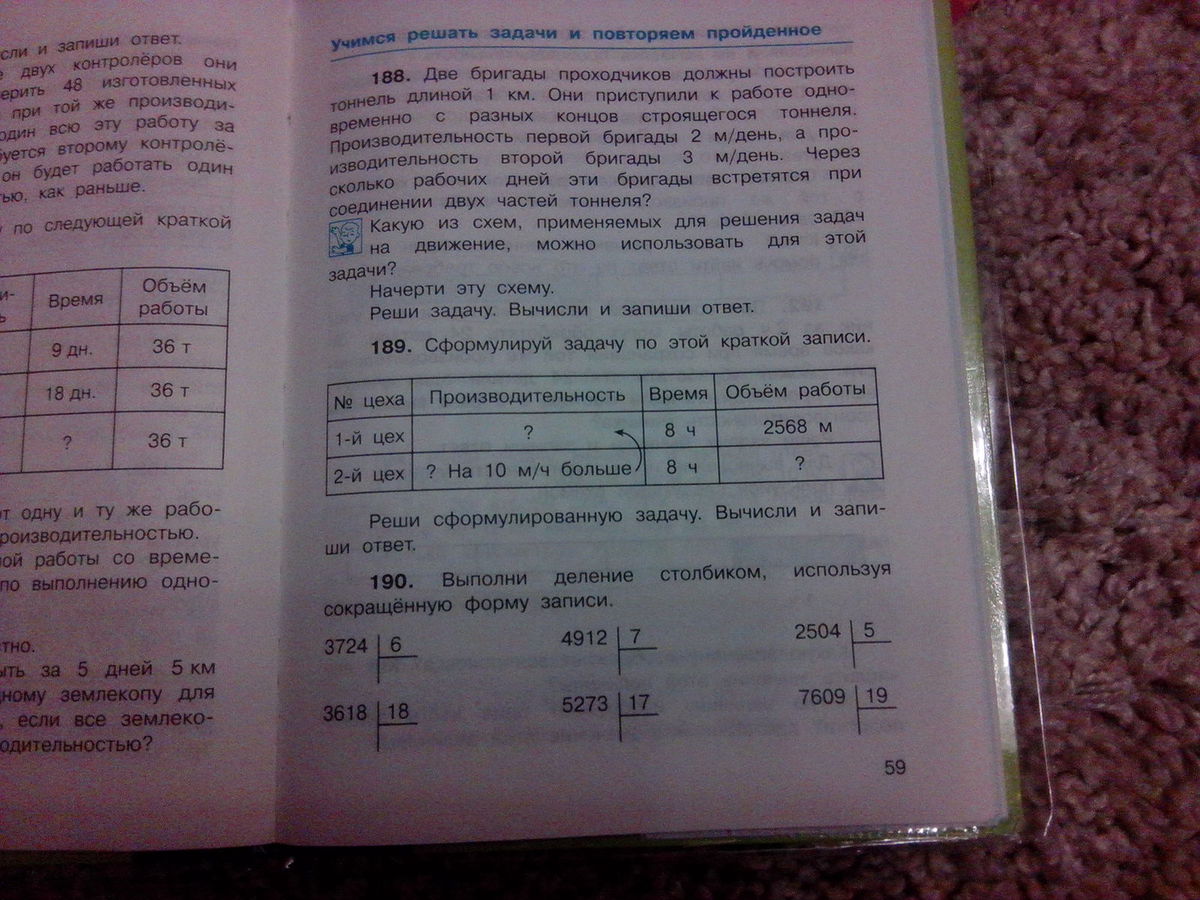 сли и запиши ответ.
е двух контролёров они
ерить 48 изготовленных
при той же производи-
один всю эту работу за
буется второму контролё-
он будет работать один
тью, как раньше.
у по следующей краткой
и-
ь
Время
Объём
работы
9 дн.
36 т
18 дн.
36 т
?
36 т
от одну и ту же рабо-
производительностью.
ной работы со време-
по выполнению одно-
стно.
ыть за 5 дней 5 км
дному землекопу для
, если все землеко-
водительностью?
Учимся решать задачи и повторяем пройденное
188. Две бригады проходчиков должны построить
тоннель длиной 1 км. Они приступили к работе одно-
временно с разных концов строящегося тоннеля.
Производительность первой бригады 2 м/день, а про-
изводительность второй бригады 3 м/день. Через
сколько рабочих дней эти бригады встретятся при
соединении двух частей тоннеля?
Какую из схем, применяемых для решения задач
на движение, можно использовать для этой
задачи?
Начерти эту схему.
Реши задачу. Вычисли и запиши ответ.
189. Сформулируй задачу по этой краткой записи.
№ цеха Производительность Время Объём работы
1-й цех ? 8 ч 2568 м
2-й цех ? На 10 м/ч больше 8 ч ?
Реши сформулированную задачу. Вычисли и запи-
ши ответ.
190. Выполни деление столбиком, используя
сокращённую форму записи.
3724 6 4912 7 2504 5
3618 18 5273 17 7609 19
59